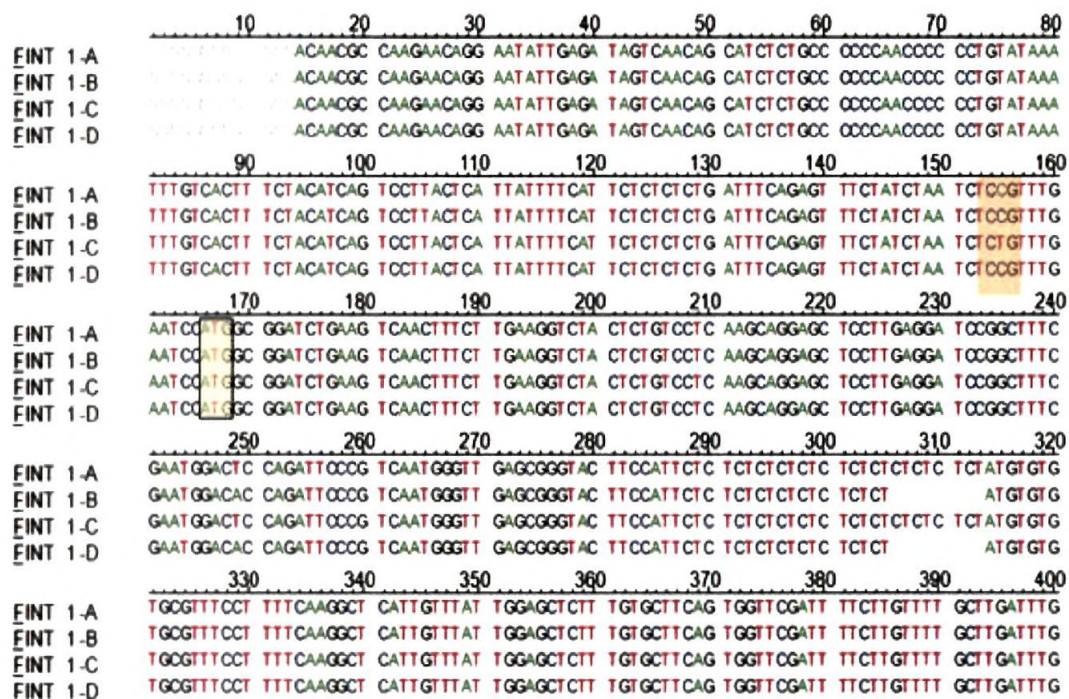 10 20 30 40 50 60 70 80
FINT 1-A ACAACGC CAAGAACAGG AATATTGAGA TAGTCAACAG CATCTCTGCC CCCCAACCCC CCTGTATAAA
FINT 1-B ACAACGC CAAGAACAGG AATATTGAGA TAGTCAACAG CATCTCTGCC CCCCAACCCC CCTGTATAAA
FINT 1-C ACAACGC CAAGAACAGG AATATTGAGA TAGTCAACAG CATCTCTGCC CCCCAACCCC CCTGTATAAA
FINT 1-D ACAACGC CAAGAACAGG AATATTGAGA TAGTCAACAG CATCTCTGCC CCCCAACCCC CCTGTATAAA
90 100 110 120 130 140 150 160
FINT 1-A TTTGTCACTT TCTACATCAG TCCTTACTCA TTATTTTCAT TCTCTCTCTG ATTTCAGAGT TTCTATCTAA TCTCCGTTTG
FINT 1-B TTTGTCACTT TCTACATCAG TCCTTACTCA TTATTTTCAT TCTCTCTCTG ATTTCAGAGT TTCTATCTAA TCTCCGTTTG
FINT 1-C TTTGTCACTT TCTACATCAG TCCTTACTCA TTATTTTCAT TCTCTCTCTG ATTTCAGAGT TTCTATCTAA TCTCTGTTTG
FINT 1-D TTTGTCACTT TCTACATCAG TCCTTACTCA TTATTTTCAT TCTCTCTCTG ATTTCAGAGT TTCTATCTAA TCTCCGTTTG
170 180 190 200 210 220 230 240
FINT 1-A AATCCATGGC GGATCTGAAG TCAACTTTCT TGAAGGTCTA CTCTGTCCTC AAGCAGGAGC TCCTTGAGGA TCCGGCTTTC
FINT 1-B AATCCATGGC GGATCTGAAG TCAACTTTCT TGAAGGTCTA CTCTGTCCTC AAGCAGGAGC TCCTTGAGGA TCCGGCTTTC
FINT 1-C AATCCATGGC GGATCTGAAG TCAACTTTCT TGAAGGTCTA CTCTGTCCTC AAGCAGGAGC TCCTTGAGGA TCCGGCTTTC
FINT 1-D AATCCATGGC GGATCTGAAG TCAACTTTCT TGAAGGTCTA CTCTGTCCTC AAGCAGGAGC TCCTTGAGGA TCCGGCTTTC
250 260 270 280 290 300 310 320
FINT 1-A GAATGGACTC CAGATTCCCG TCAATGGGTT GAGCGGGTAC TTCCATTCTC TCTCTCTCTC TCTCTCTCTC TCTATGTGTG
FINT 1-B GAATGGACAC CAGATTCCCG TCAATGGGTT GAGCGGGTAC TTCCATTCTC TCTCTCTCTC TCTCT ATGTGTG
FINT 1-C GAATGGACTC CAGATTCCCG TCAATGGGTT GAGCGGGTAC TTCCATTCTC TCTCTCTCTC TCTCTCTCTC TCTATGTGTG
FINT 1-D GAATGGACAC CAGATTCCCG TCAATGGGTT GAGCGGGTAC TTCCATTCTC TCTCTCTCTC TCTCT ATGTGTG
330 340 350 360 370 380 390 400
FINT 1-A TGCGTTTCCT TTTCAAGGCT CATTGTTTAT TGGAGCTCTT TGTGCTTCAG TGGTTCGATT TTCTTGTTTT GCTTGATTTG
FINT 1-B TGCGTTTCCT TTTCAAGGCT CATTGTTTAT TGGAGCTCTT TGTGCTTCAG TGGTTCGATT TTCTTGTTTT GCTTGATTTG
FINT 1-C TGCGTTTCCT TTTCAAGGCT CATTGTTTAT TGGAGCTCTT TGTGCTTCAG TGGTTCGATT TTCTTGTTTT GCTTGATTTG
FINT 1-D TGCGTTTCCT TTTCAAGGCT CATTGTTTAT TGGAGCTCTT TGTGCTTCAG TGGTTCGATT TTCTTGTTTT GCTTGATTTG